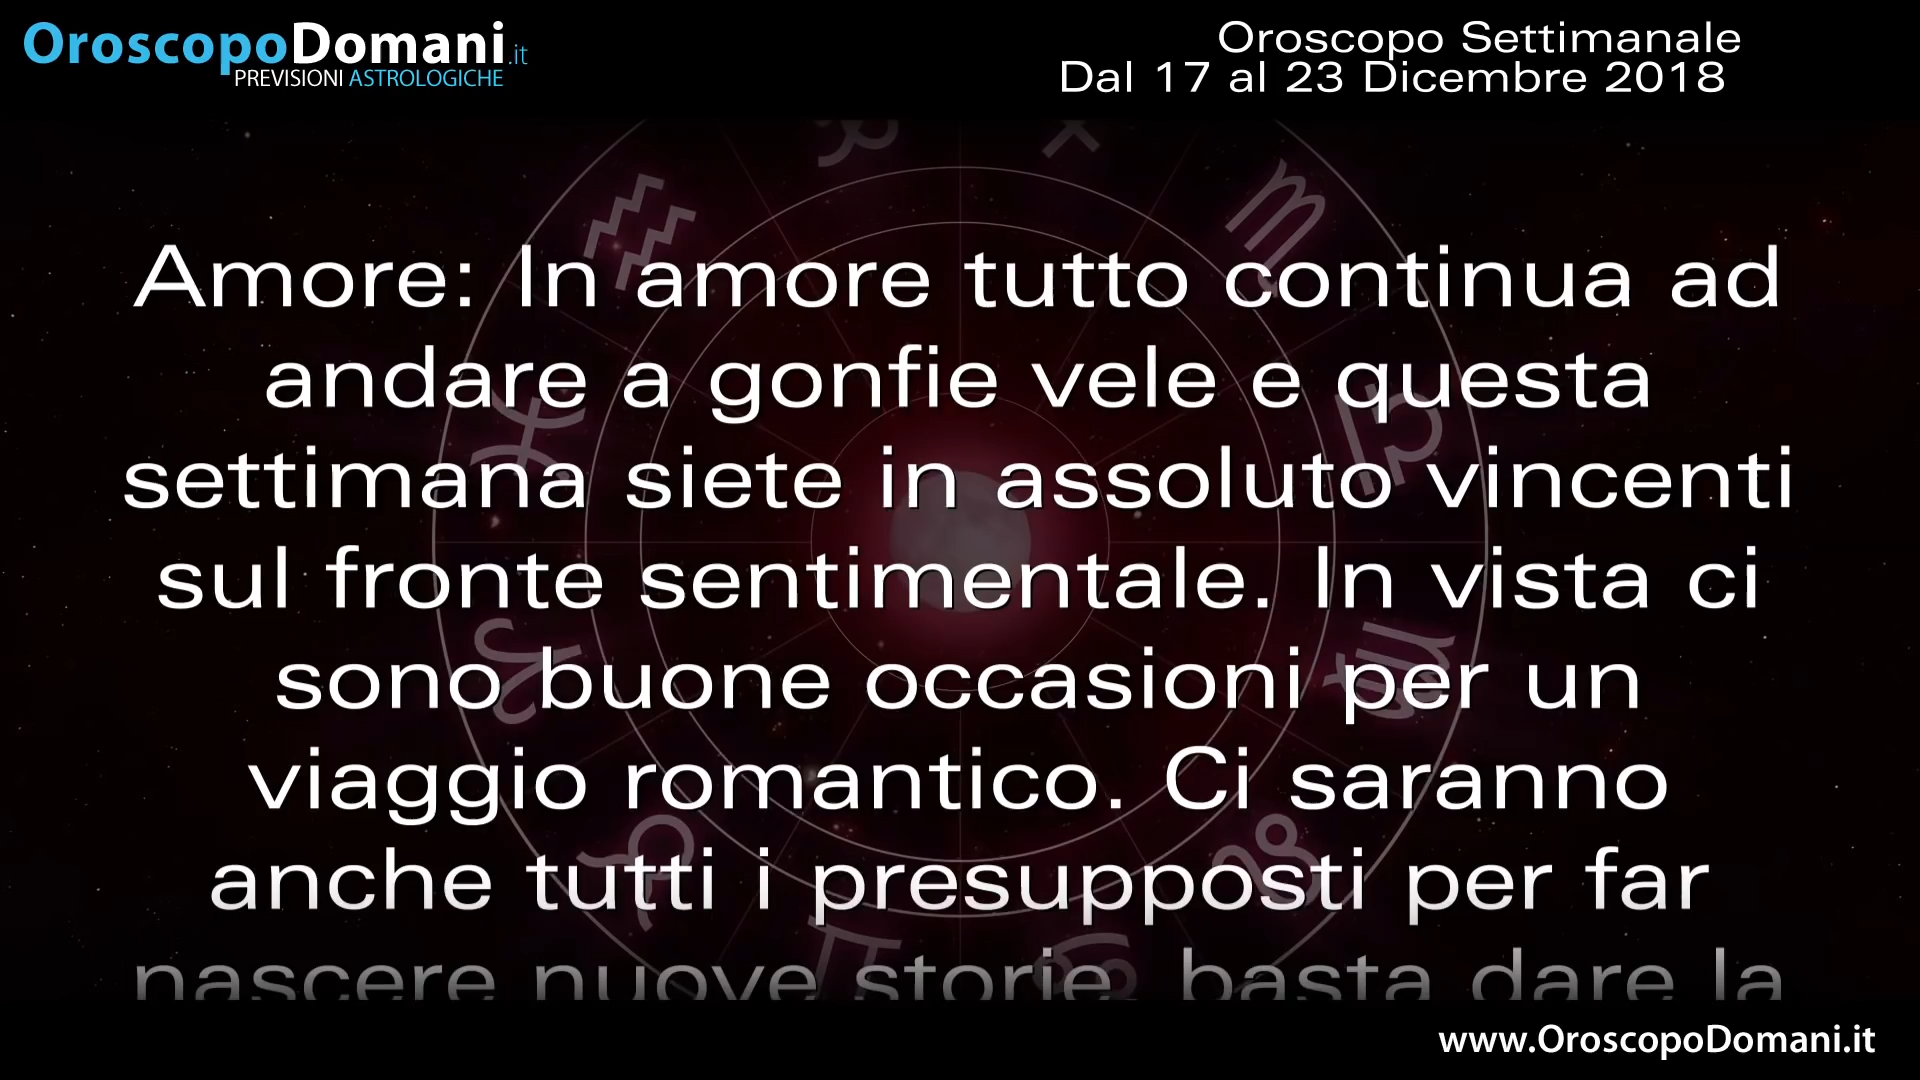 OroscopoDomani.it
PREVISIONI ASTROLOGICHE
Oroscopo Settimanale
Dal 17 al 23 Dicembre 2018
Amore: In amore tutto continua ad
andare a gonfie vele e questa
settimana siete in assoluto vincenti
sul fronte sentimentale. In vista ci
sono buone occasioni per un
viaggio romantico. Ci saranno
anche tutti i presupposti per far
nascere nuove storie, basta dare la
www.OroscopoDomani.it